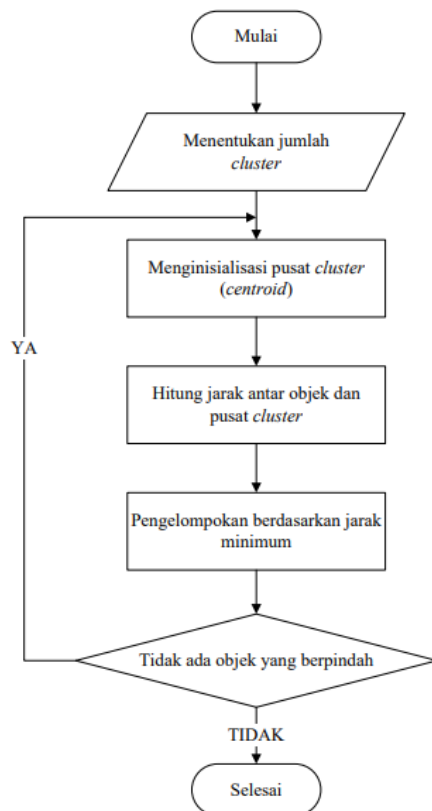 Mulai
Menentukan jumlah
cluster
Menginisialisasi pusat cluster
(centroid)
YA
Hitung jarak antar objek dan
pusat cluster
Pengelompokan berdasarkan jarak
minimum
Tidak ada objek yang berpindah
TIDAK
Selesai